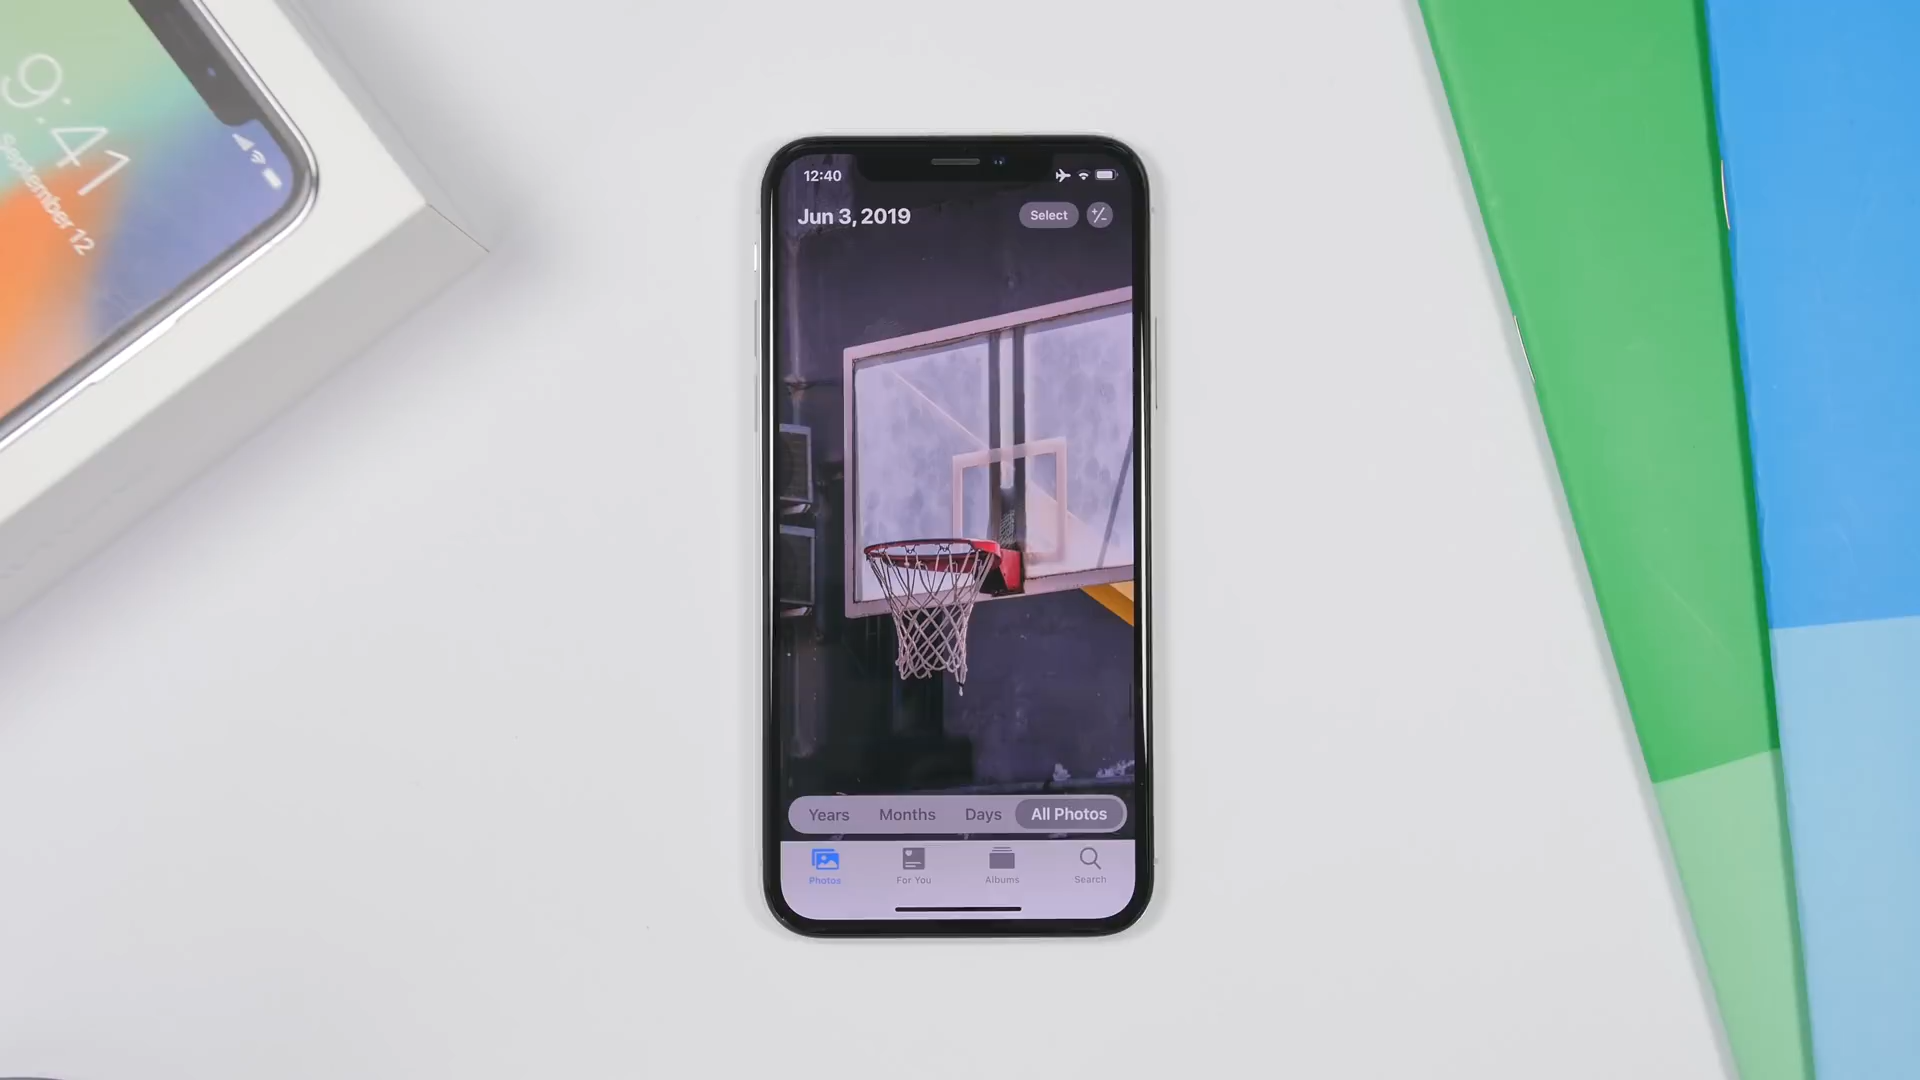 9:41
September 12
12:40
Jun 3, 2019
Select
Years Months Days All Photos
Photos For You Albums Search